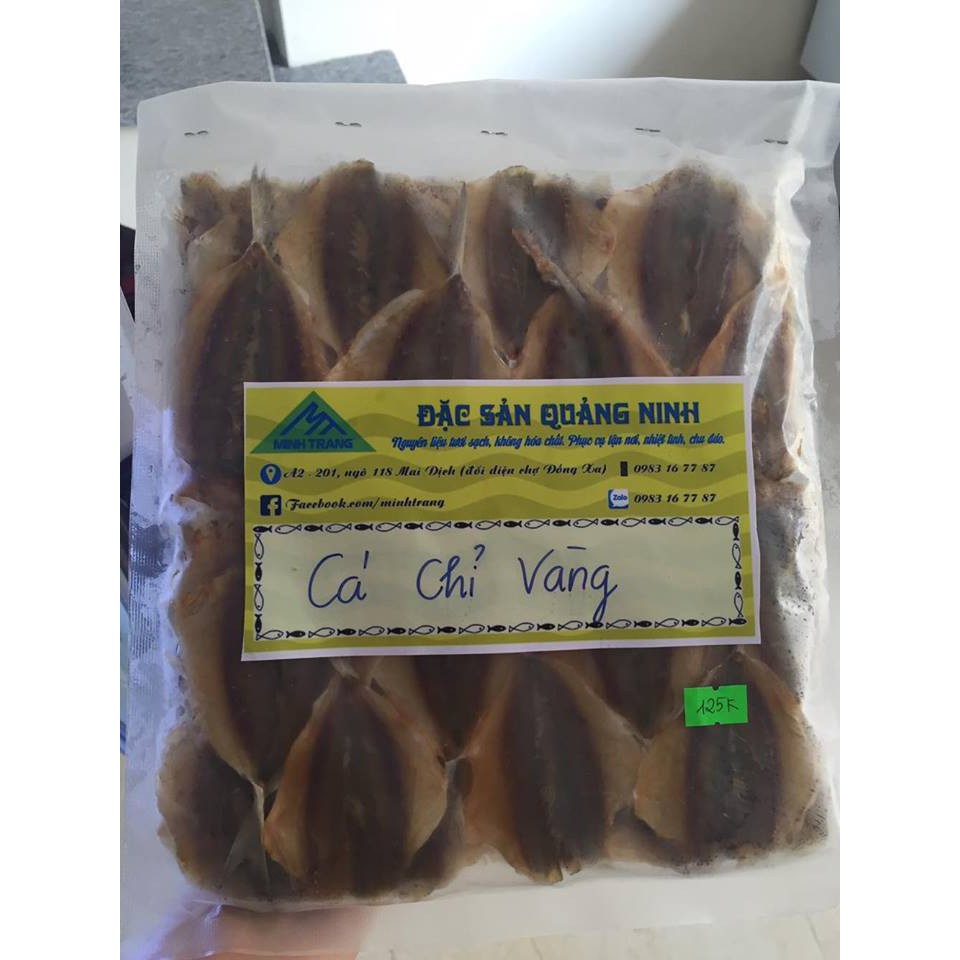 MT
MINH TRANG
ĐẶC SẢN QUẢNG NINH
Nguyên liệu tươi sạch, không hóa chất. Phục vụ tận nơi, nhiệt tình, chu đáo.
A2 - 201, ngõ 118 Mai Dịch (đối diện chợ Đồng Xa)
0983 16 77 87
Facebook.com/minhtrang
Zalo
0983 16 77 87
Cá chỉ vàng
125K